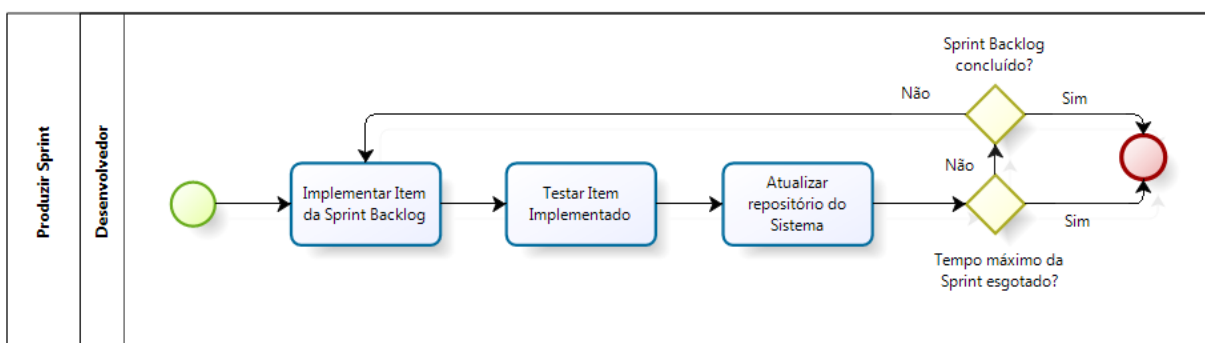 Produzir Sprint
Desenvolvedor
Sprint Backlog
concluído?
Não
Sim
Implementar Item
da Sprint Backlog
Testar Item
Implementado
Atualizar
repositório do
Sistema
Não
Sim
Tempo máximo da
Sprint esgotado?